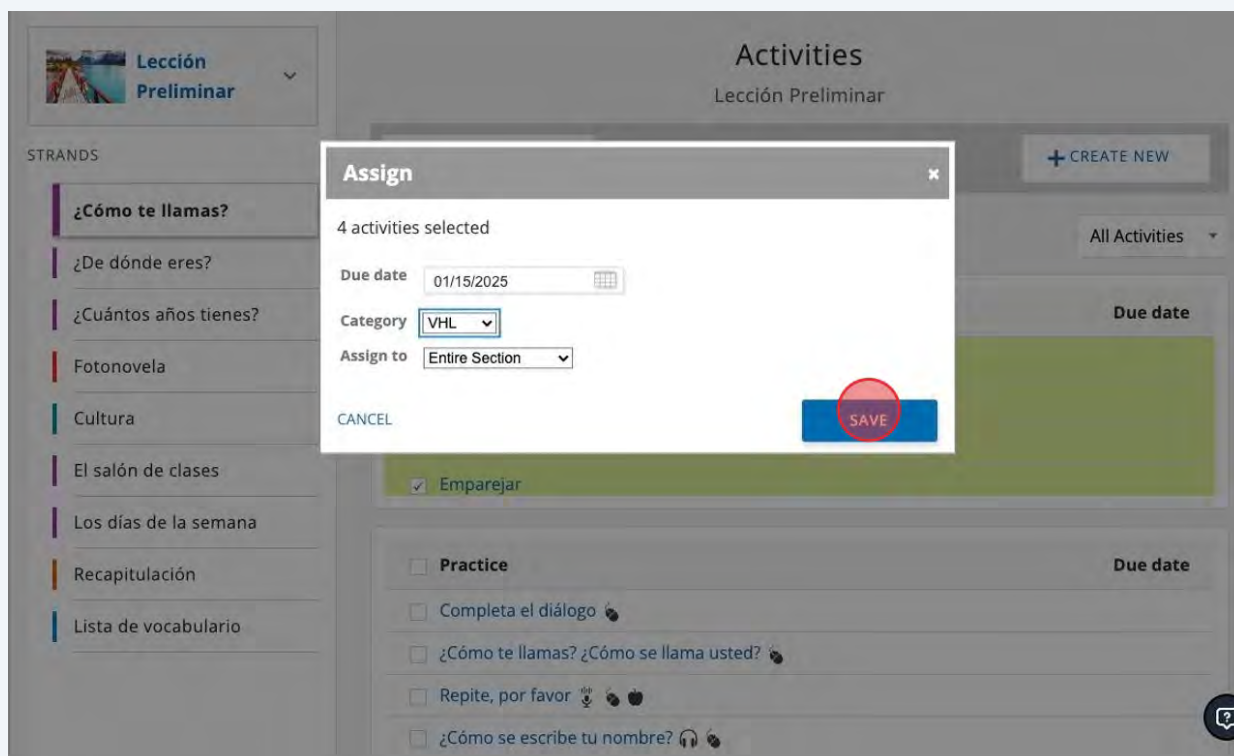 Lección
Preliminar
STRANDS
¿Cómo te llamas?
¿De dónde eres?
¿Cuántos años tienes?
Fotonovela
Cultura
El salón de clases
Los días de la semana
Recapitulación
Lista de vocabulario
Activities
Lección Preliminar
+ CREATE NEW
All Activities
Due date
Assign
4 activities selected
Due date 01/15/2025
Category VHL
Assign to Entire Section
CANCEL SAVE
Emparejar
Practice Due date
Completa el diálogo
¿Cómo te llamas? ¿Cómo se llama usted?
Repite, por favor
¿Cómo se escribe tu nombre?